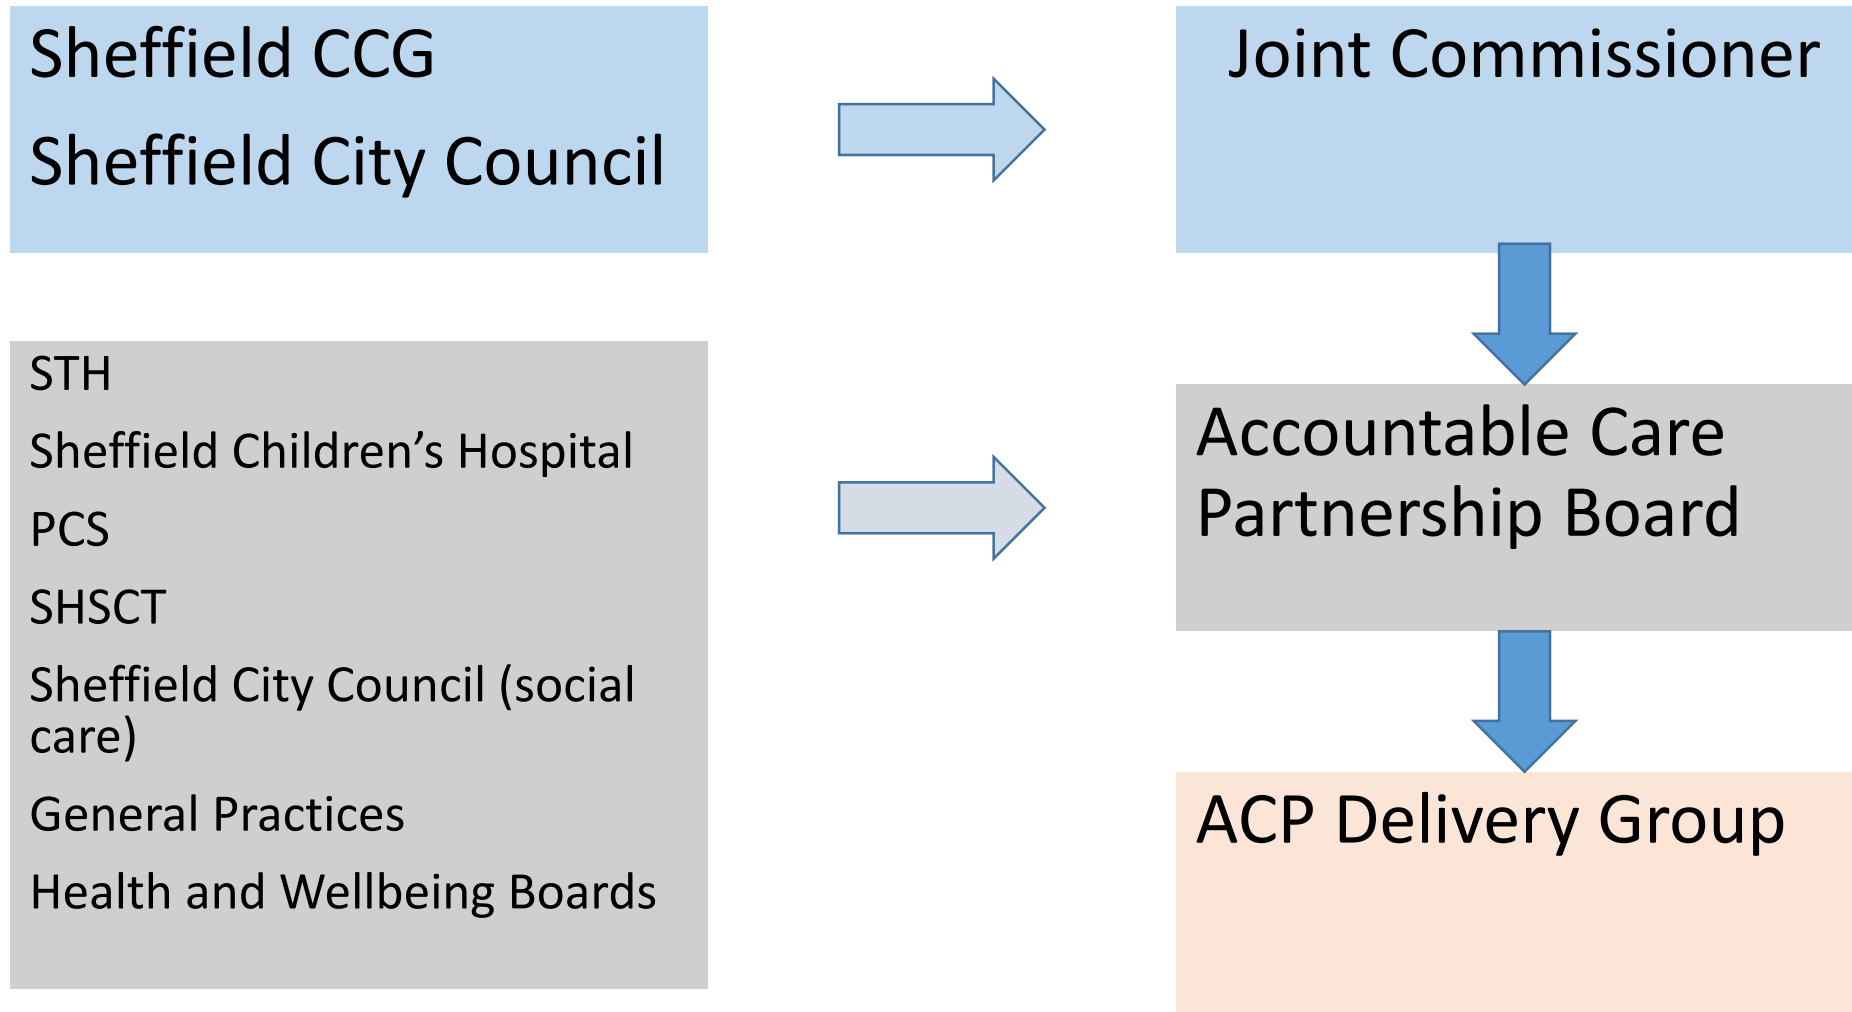 Sheffield CCG
Sheffield City Council
Joint Commissioner
STH
Sheffield Children’s Hospital
PCS
SHSCT
Sheffield City Council (social
care)
General Practices
Health and Wellbeing Boards
Accountable Care
Partnership Board
ACP Delivery Group